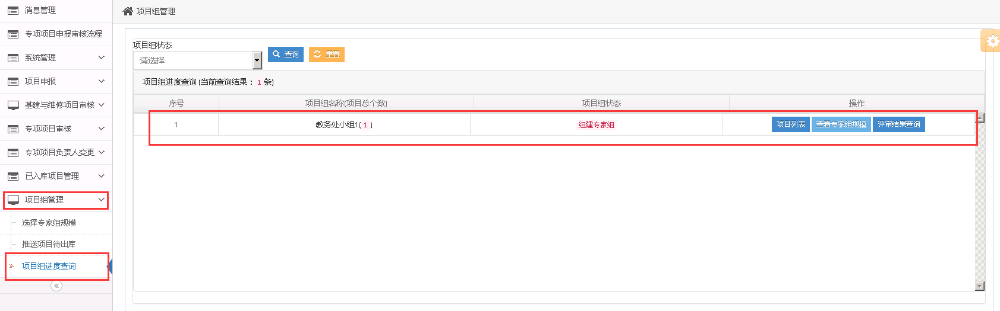 消息管理
专项项目申报审核流程
系统管理
项目申报
基建与维修项目审核
专项项目审核
专项项目负责人变更
已入库项目管理
项目组管理
选择专家组规模
推送项目待出库
项目组进度查询
项目组管理
项目组状态
请选择 查询 重置
项目组进度查询 (当前查询结果： 1 条)
序号 项目组名称(项目总个数) 项目组状态 操作
1 教务处小组1( 1 ) 组建专家组 项目列表 查看专家组规模 评审结果查询